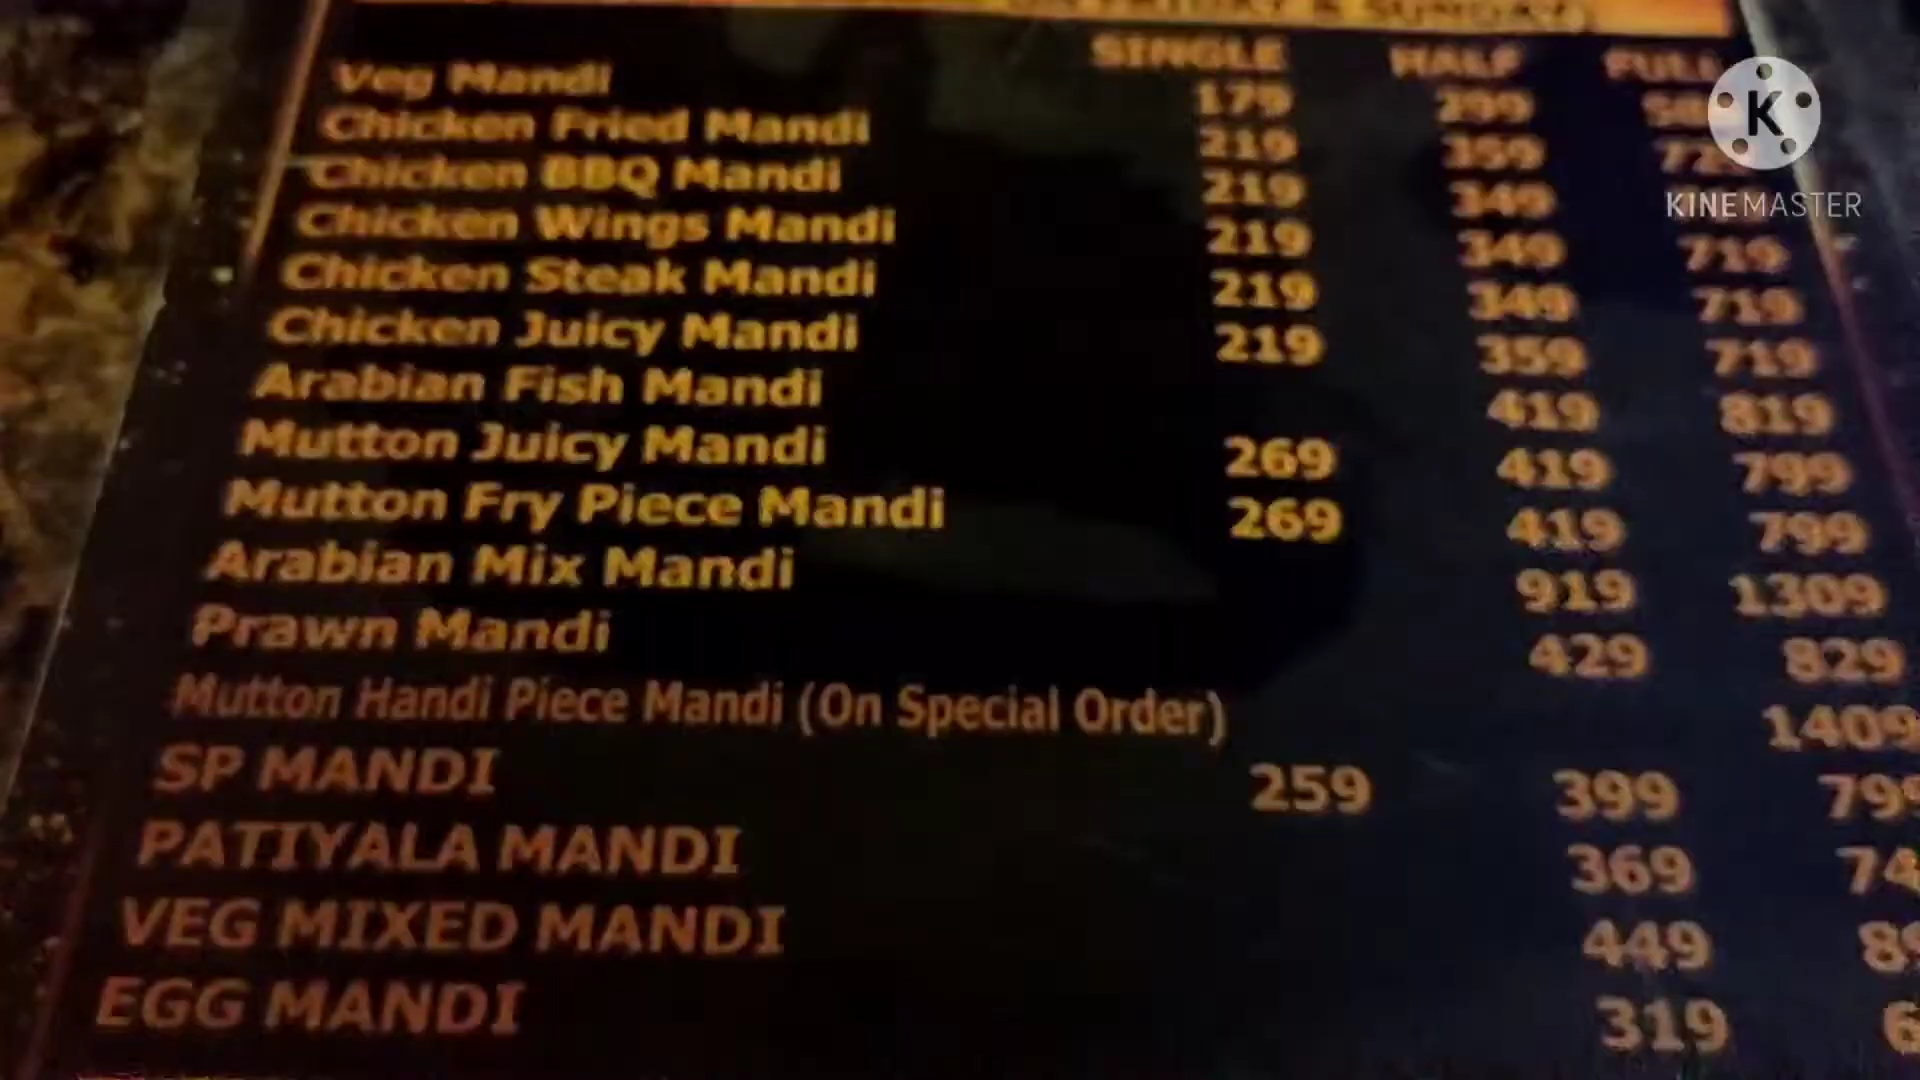 ON FRIDAY & SUNDAY
SINGLE HALF FULL
Veg Mandi 179 299
Chicken Fried Mandi 219 359
Chicken BBQ Mandi 219 349
Chicken Wings Mandi 219 349 719
Chicken Steak Mandi 219 349 719
Chicken Juicy Mandi 219 359 719
Arabian Fish Mandi 419 819
Mutton Juicy Mandi 269 419 799
Mutton Fry Piece Mandi 269 419 799
Arabian Mix Mandi 919 1309
Prawn Mandi 429 829
Mutton Handi Piece Mandi (On Special Order) 1409
SP MANDI 259 399 799
PATIYALA MANDI 369
VEG MIXED MANDI 449
EGG MANDI 319
K
KINEMASTER